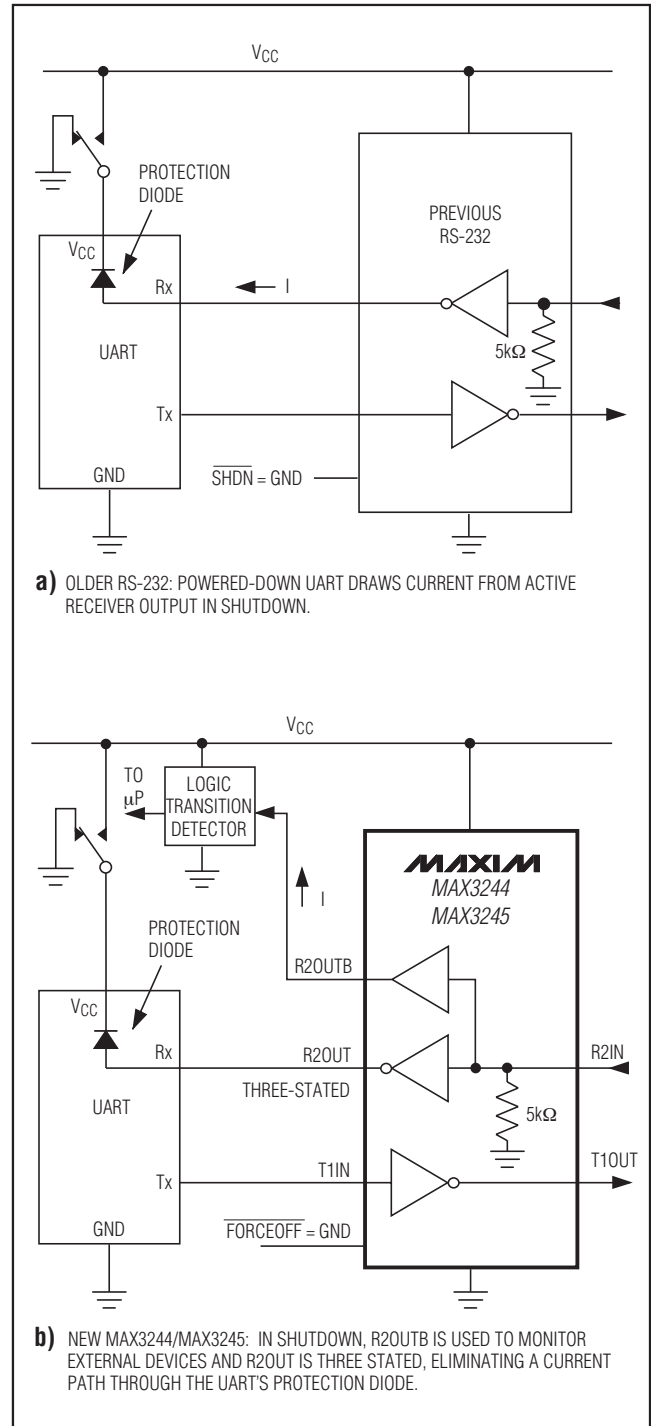 VCC
PROTECTION
DIODE
VCC
Rx
I
UART
Tx
GND
PREVIOUS
RS-232
5kΩ
SHDN = GND
a) OLDER RS-232: POWERED-DOWN UART DRAWS CURRENT FROM ACTIVE
RECEIVER OUTPUT IN SHUTDOWN.
VCC
TO
μP
LOGIC
TRANSITION
DETECTOR
I
MAXIM
MAX3244
MAX3245
PROTECTION
DIODE
R2OUTB
VCC
Rx
R2OUT
R2IN
THREE-STATED
UART
5kΩ
Tx
T1IN
T1OUT
GND
FORCEOFF = GND
b) NEW MAX3244/MAX3245: IN SHUTDOWN, R2OUTB IS USED TO MONITOR
EXTERNAL DEVICES AND R2OUT IS THREE STATED, ELIMINATING A CURRENT
PATH THROUGH THE UART'S PROTECTION DIODE.